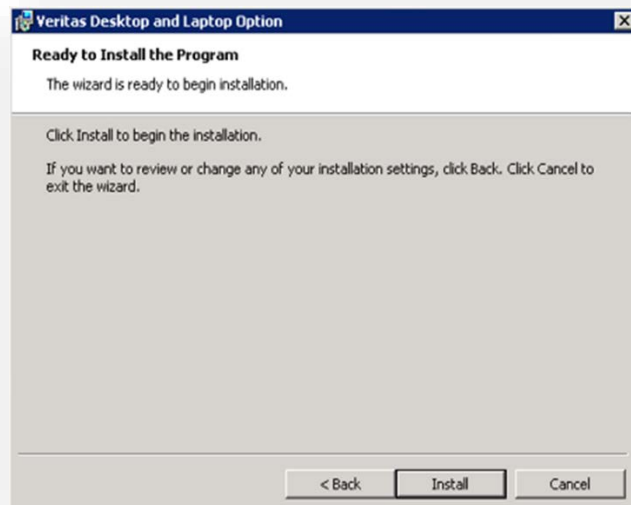 Veritas Desktop and Laptop Option
Ready to Install the Program
The wizard is ready to begin installation.
Click Install to begin the installation.
If you want to review or change any of your installation settings, click Back. Click Cancel to
exit the wizard.
< Back Install Cancel